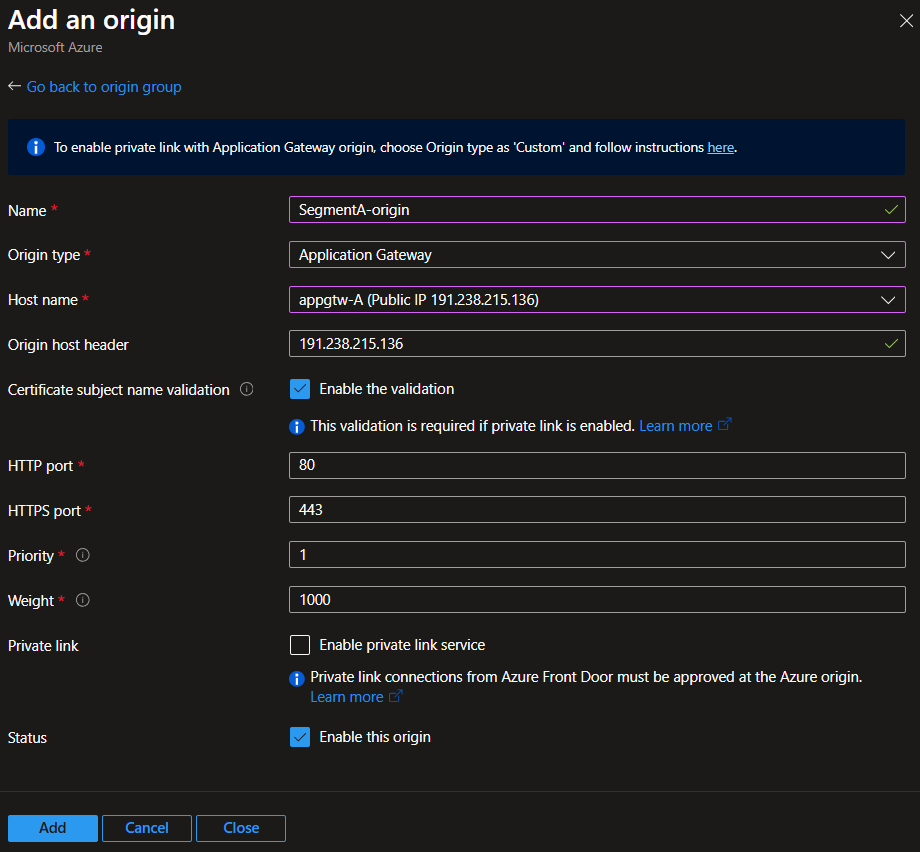 Add an origin
Microsoft Azure
← Go back to origin group
To enable private link with Application Gateway origin, choose Origin type as 'Custom' and follow instructions here.
Name * SegmentA-origin
Origin type * Application Gateway
Host name * appgtw-A (Public IP 191.238.215.136)
Origin host header 191.238.215.136
Certificate subject name validation Enable the validation
This validation is required if private link is enabled. Learn more
HTTP port * 80
HTTPS port * 443
Priority * 1
Weight * 1000
Private link Enable private link service
Private link connections from Azure Front Door must be approved at the Azure origin.
Learn more
Status Enable this origin
Add Cancel Close